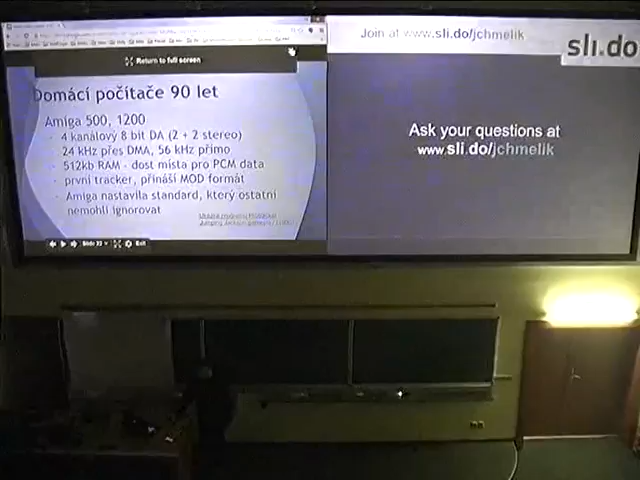 Return to full screen
Domácí počítače 90 let
Amiga 500, 1200
4 kanálový 8 bit DA (2 + 2 stereo)
24 kHz přes DMA, 56 kHz přímo
512kb RAM - dost místa pro PCM data
první tracker, přináší MOD formát
Amiga nastavila standard, který ostatní
nemohli ignorovat
Exit
Join at www.sli.do/jchmelik
sli.do
Ask your questions at
www.sli.do/jchmelik